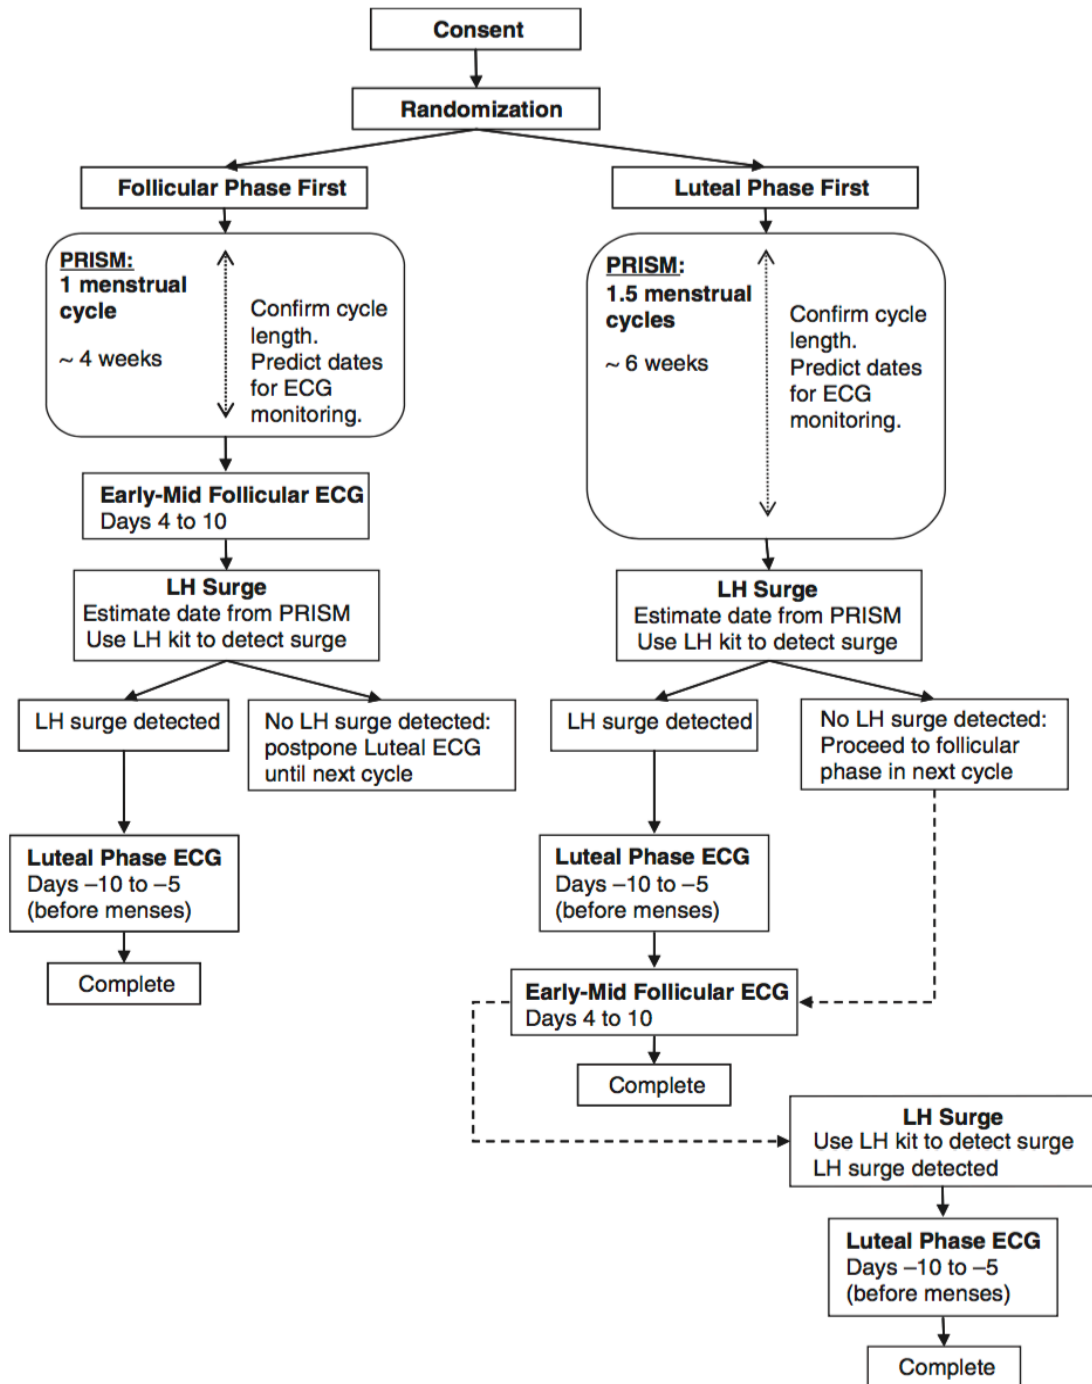 Consent
Randomization
Follicular Phase First
Luteal Phase First
PRISM:
1 menstrual
cycle
~ 4 weeks
Confirm cycle
length.
Predict dates
for ECG
monitoring.
PRISM:
1.5 menstrual
cycles
~ 6 weeks
Confirm cycle
length.
Predict dates
for ECG
monitoring.
Early-Mid Follicular ECG
Days 4 to 10
LH Surge
Estimate date from PRISM
Use LH kit to detect surge
LH Surge
Estimate date from PRISM
Use LH kit to detect surge
LH surge detected
No LH surge detected:
postpone Luteal ECG
until next cycle
LH surge detected
No LH surge detected:
Proceed to follicular
phase in next cycle
Luteal Phase ECG
Days –10 to –5
(before menses)
Complete
Luteal Phase ECG
Days –10 to –5
(before menses)
Early-Mid Follicular ECG
Days 4 to 10
Complete
LH Surge
Use LH kit to detect surge
LH surge detected
Luteal Phase ECG
Days –10 to –5
(before menses)
Complete